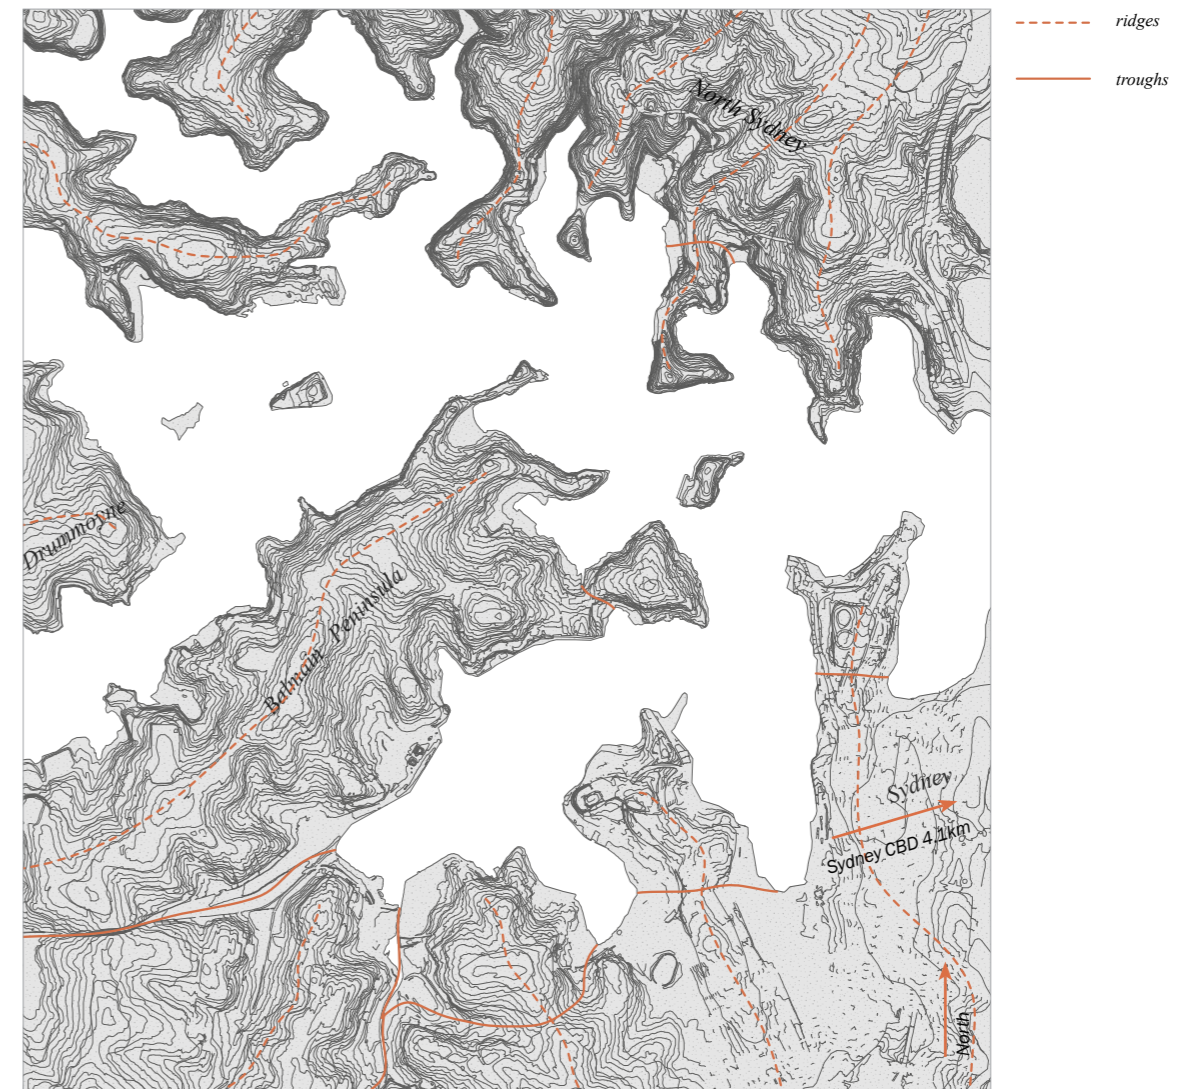 ridges
troughs
North Sydney
Drummoyne
Balmain Peninsula
Sydney
Sydney CBD 4.1km
North